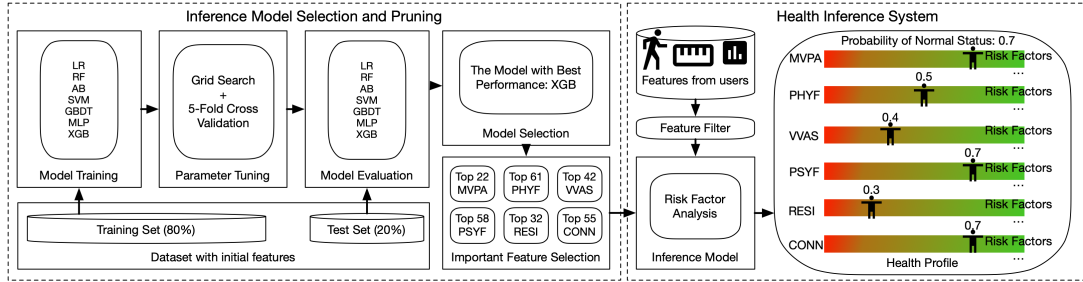 Inference Model Selection and Pruning
LR
RF
AB
SVM
GBDT
MLP
XGB
Model Training
Grid Search
+
5-Fold Cross
Validation
Parameter Tuning
LR
RF
AB
SVM
GBDT
MLP
XGB
Model Evaluation
The Model with Best
Performance: XGB
Model Selection
Training Set (80%)
Test Set (20%)
Dataset with initial features
Top 22
MVPA
Top 61
PHYF
Top 42
VVAS
Top 58
PSYF
Top 32
RESI
Top 55
CONN
Important Feature Selection
Health Inference System
Features from users
Feature Filter
Risk Factor
Analysis
Inference Model
Probability of Normal Status: 0.7
MVPA Risk Factors
...
0.5
PHYF Risk Factors
...
0.4
VVAS Risk Factors
...
0.7
PSYF Risk Factors
...
0.3
RESI Risk Factors
...
0.7
CONN Risk Factors
...
Health Profile